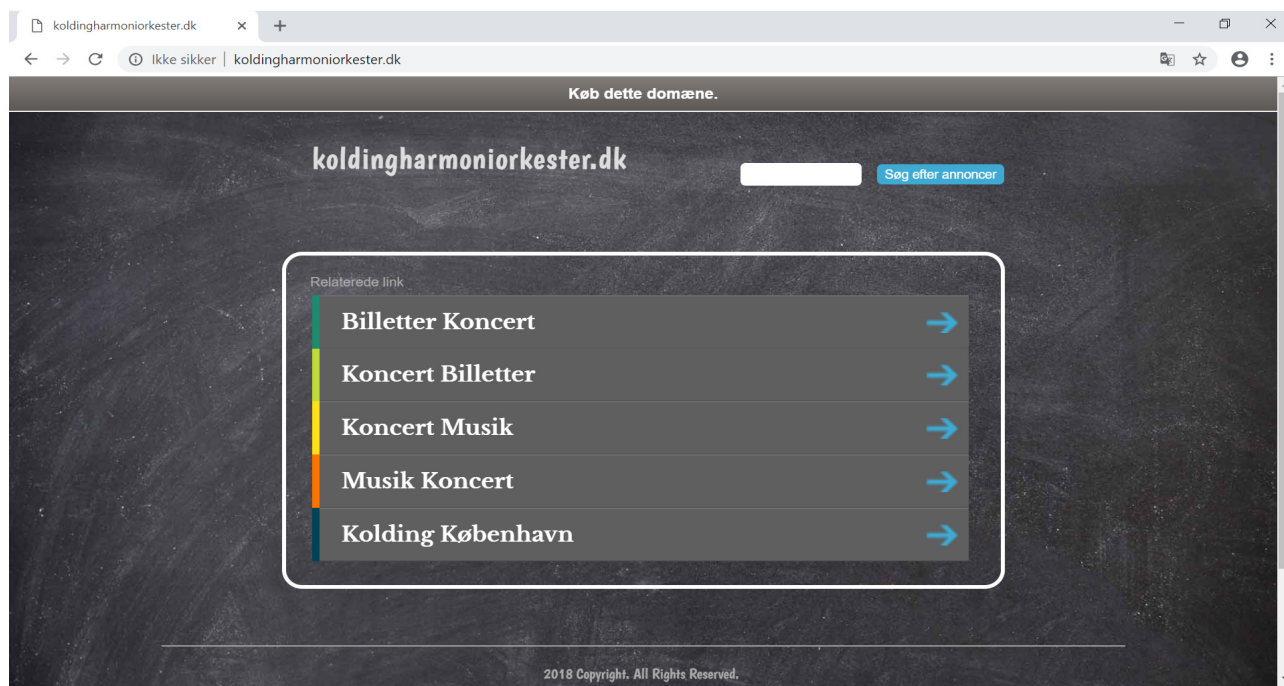 koldingharmoniorkester.dk
Ikke sikker | koldingharmoniorkester.dk
Køb dette domæne.
koldingharmoniorkester.dk
Søg efter annoncer
Relaterede link
Billetter Koncert
Koncert Billetter
Koncert Musik
Musik Koncert
Kolding København
2018 Copyright. All Rights Reserved.